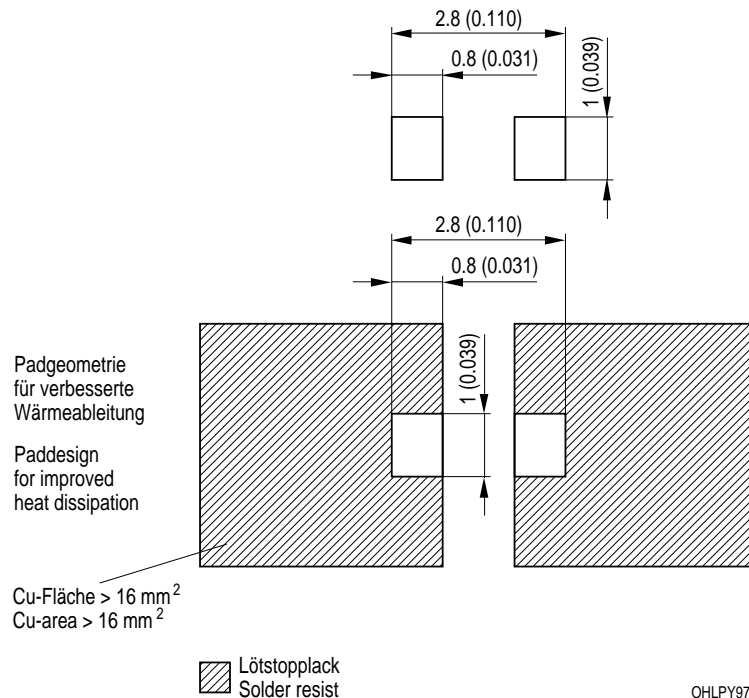 2.8 (0.110)
0.8 (0.031)
1 (0.039)
2.8 (0.110)
0.8 (0.031)
1 (0.039)
Padgeometrie
für verbesserte
Wärmeableitung
Paddesign
for improved
heat dissipation
Cu-Fläche > 16 mm²
Cu-area > 16 mm²
Lötstopplack
Solder resist
OHLPY97